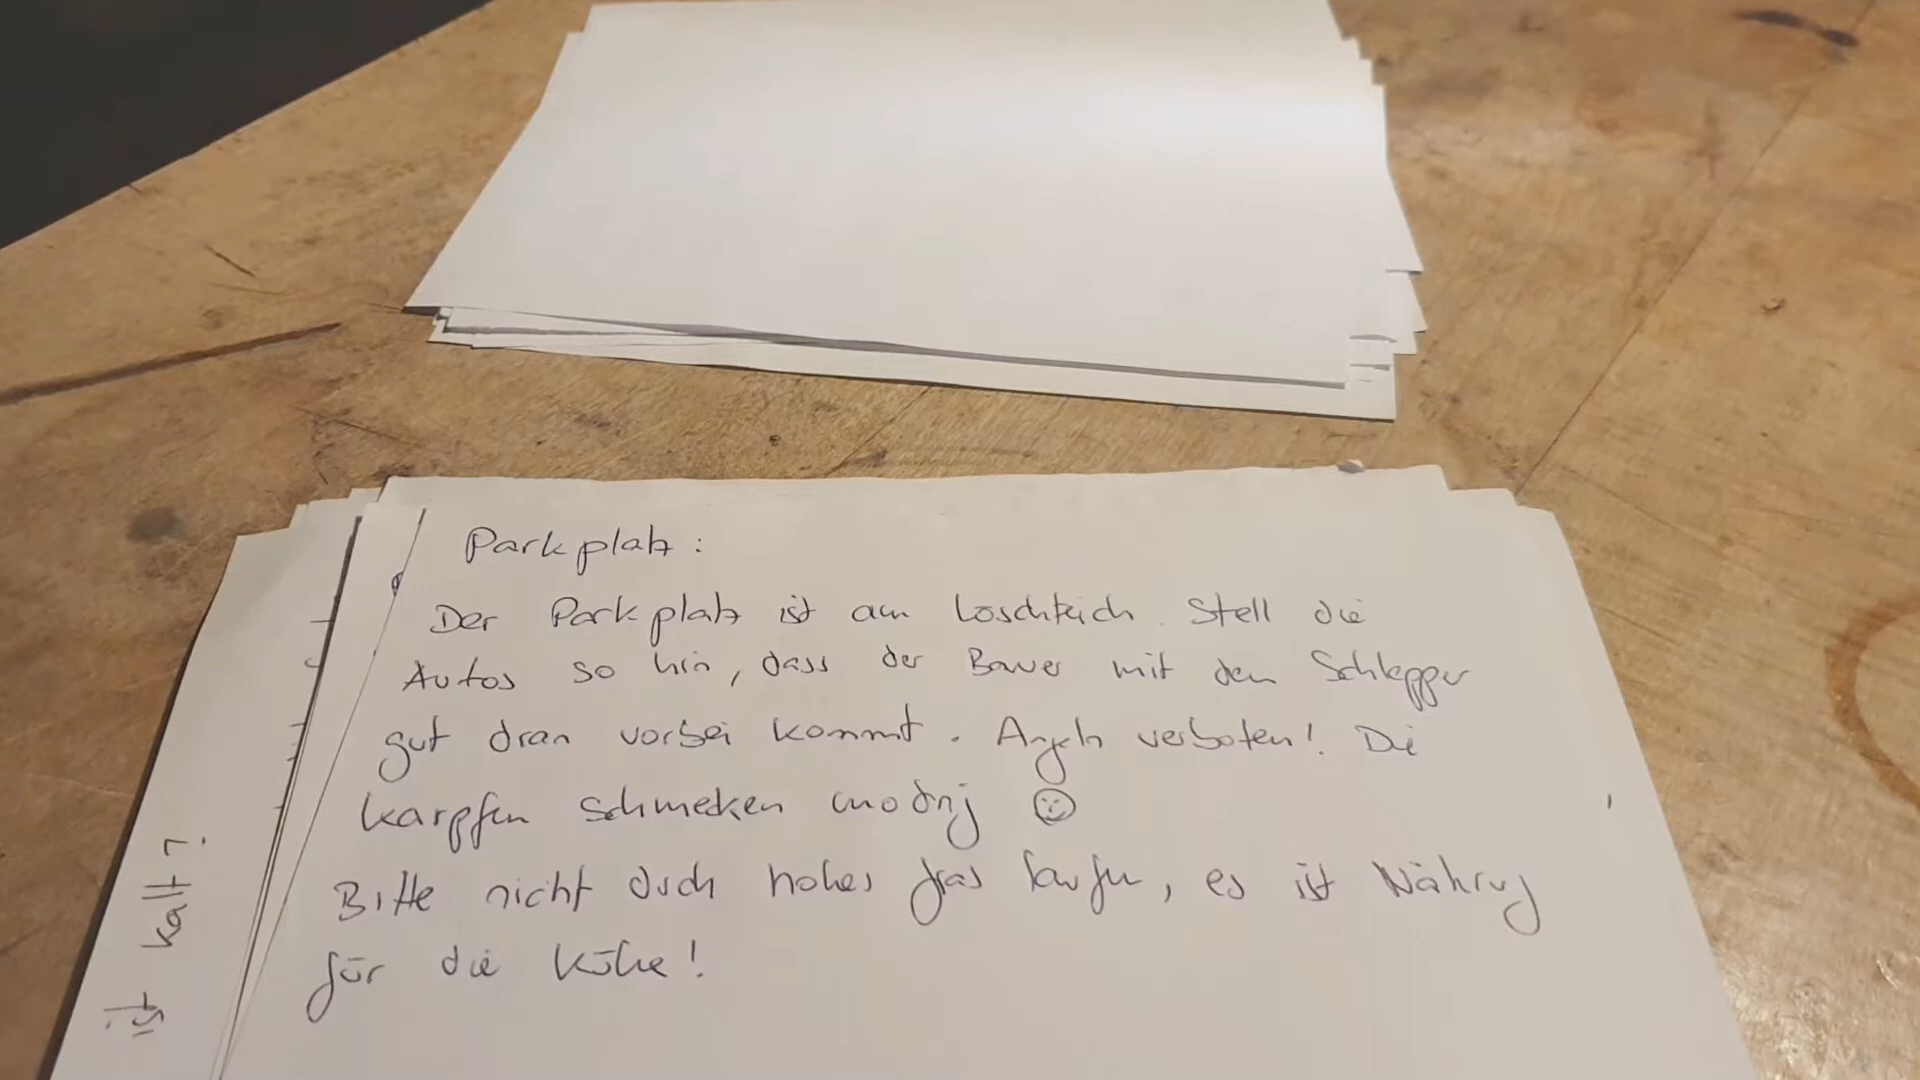 Parkplatz:
Der Parkplatz ist am Löschteich. Stell die
Autos so hin, dass der Bauer mit den Schlepper
gut dran vorbei kommt. Angeln verboten! Die
Karpfen schmecken modrig ☺
Bitte nicht durch hohes Gras laufen, es ist Nahrung
für die Kühe!
ist kalt?